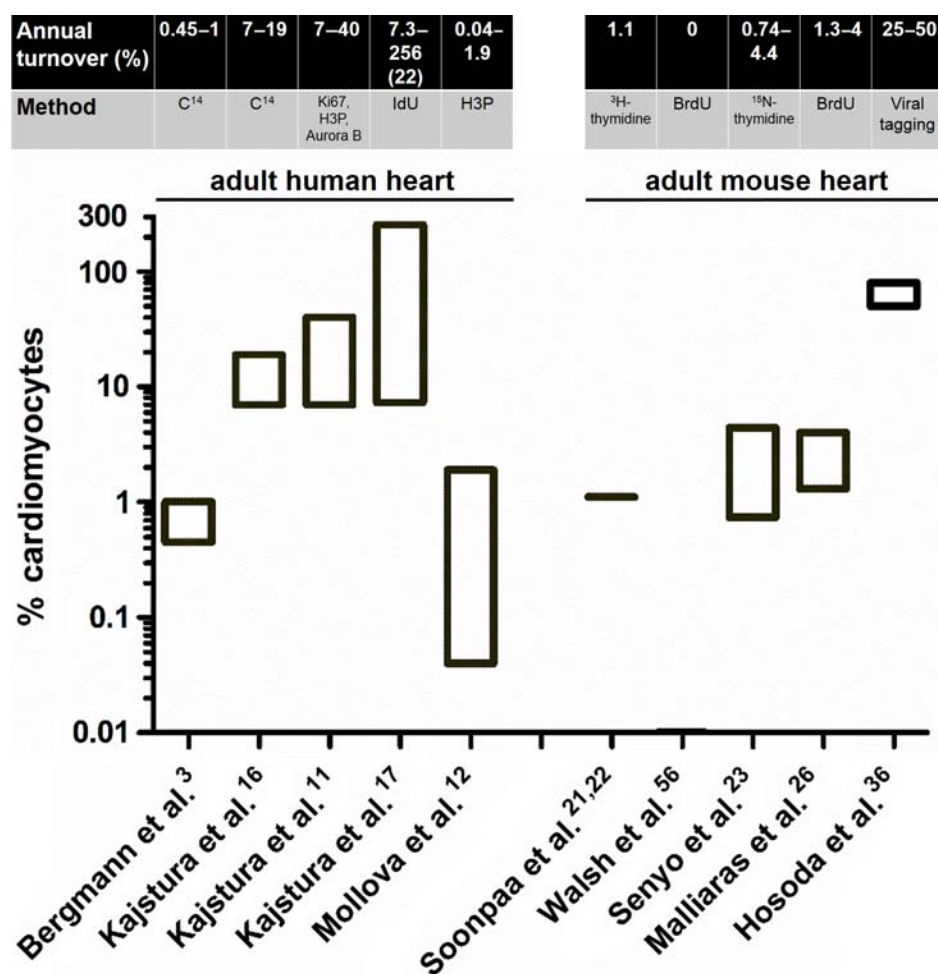 Annual turnover (%) 0.45–1 7–19 7–40 7.3–256 (22) 0.04–1.9 1.1 0 0.74–4.4 1.3–4 25–50
Method C¹⁴ C¹⁴ Ki67, H3P, Aurora B IdU H3P ³H-thymidine BrdU ¹⁵N-thymidine BrdU Viral tagging
adult human heart
adult mouse heart
% cardiomyocytes
300
100
10
1
0.1
0.01
Bergmann et al. ³
Kajstura et al. ¹⁶
Kajstura et al. ¹¹
Kajstura et al. ¹⁷
Mollova et al. ¹²
Soonpaa et al. ²¹,²²
Walsh et al. ⁵⁶
Senyo et al. ²³
Malliaras et al. ²⁶
Hosoda et al. ³⁶